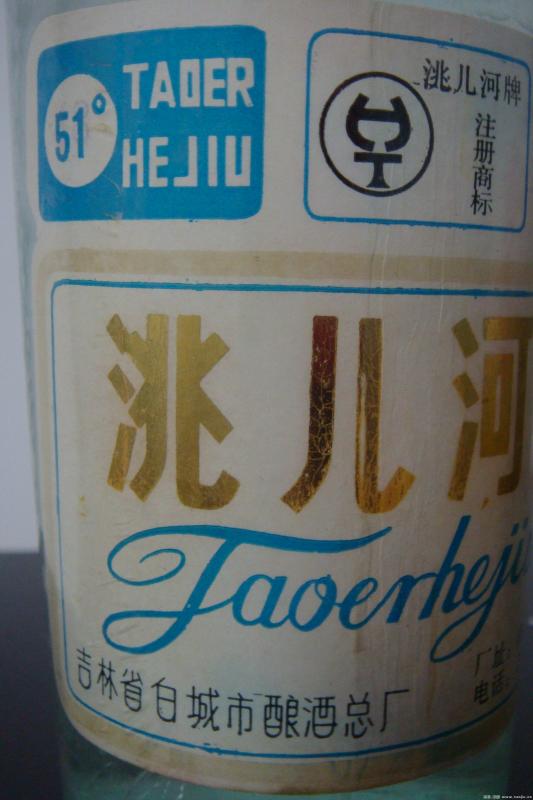 51°
TAOER
HEJIU
洮儿河牌
注册商标
洮儿河
Taoerheji
吉林省白城市酿酒总厂
厂址:
电话: